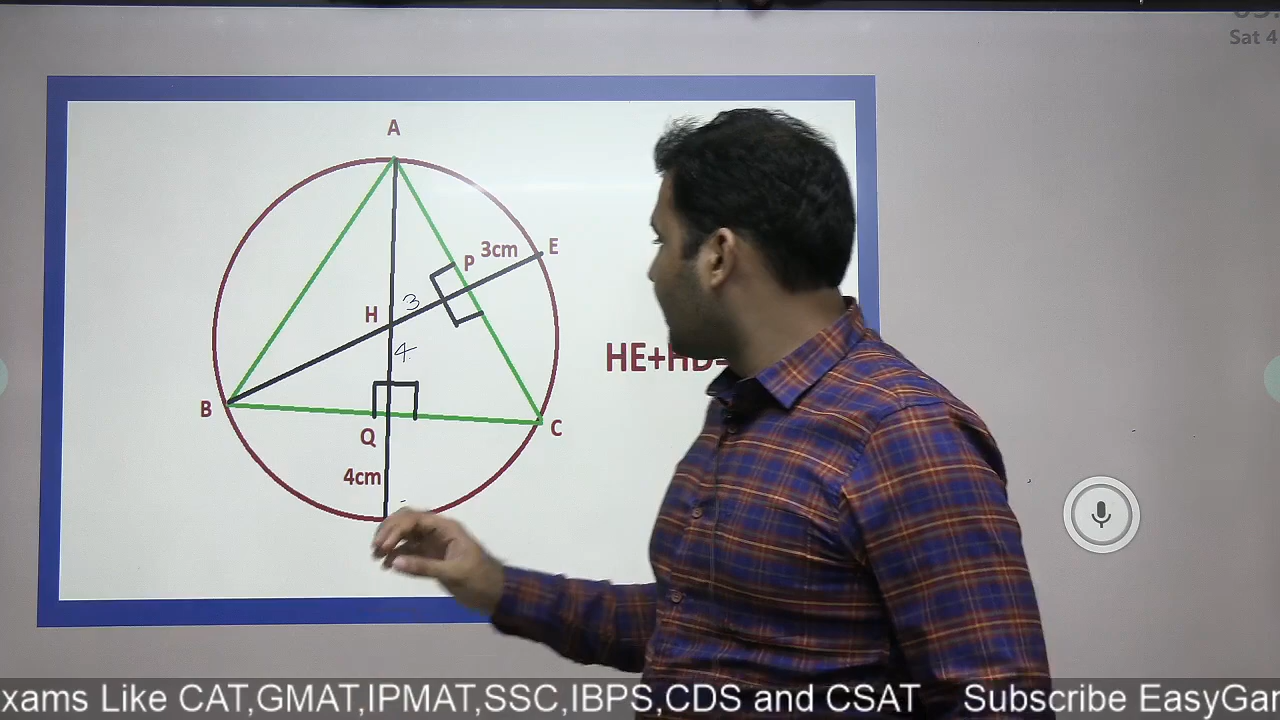 Sat 4
A
E
3cm
P
3
H
4
HE+HD=
B
C
Q
4cm
xams Like CAT,GMAT,IPMAT,SSC,IBPS,CDS and CSAT Subscribe EasyGar